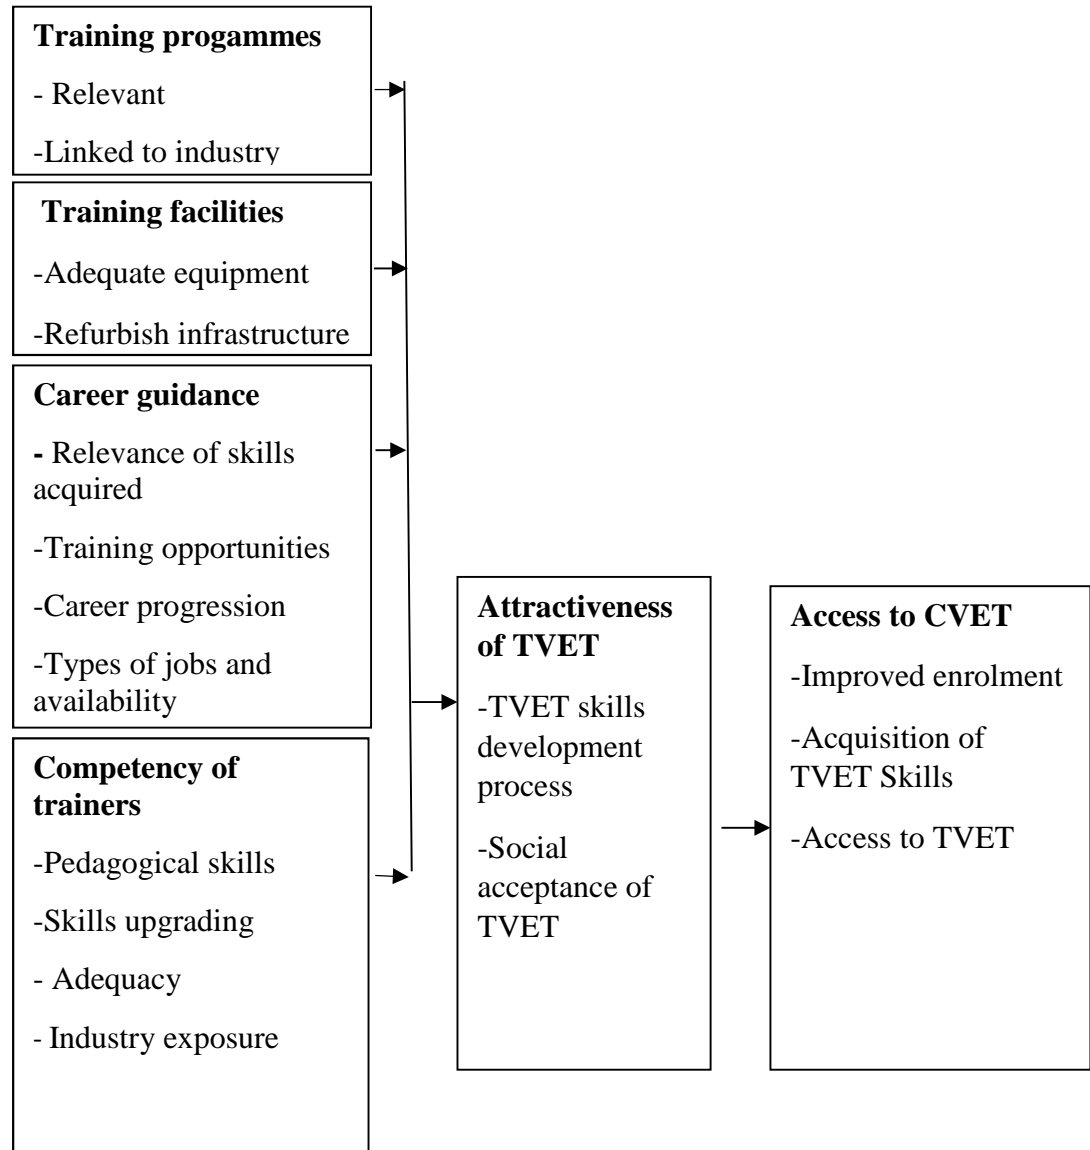 Training progammes
- Relevant
-Linked to industry
Training facilities
-Adequate equipment
-Refurbish infrastructure
Career guidance
- Relevance of skills
acquired
-Training opportunities
-Career progression
-Types of jobs and
availability
Competency of
trainers
-Pedagogical skills
-Skills upgrading
- Adequacy
- Industry exposure
Attractiveness
of TVET
-TVET skills
development
process
-Social
acceptance of
TVET
Access to CVET
-Improved enrolment
-Acquisition of
TVET Skills
-Access to TVET